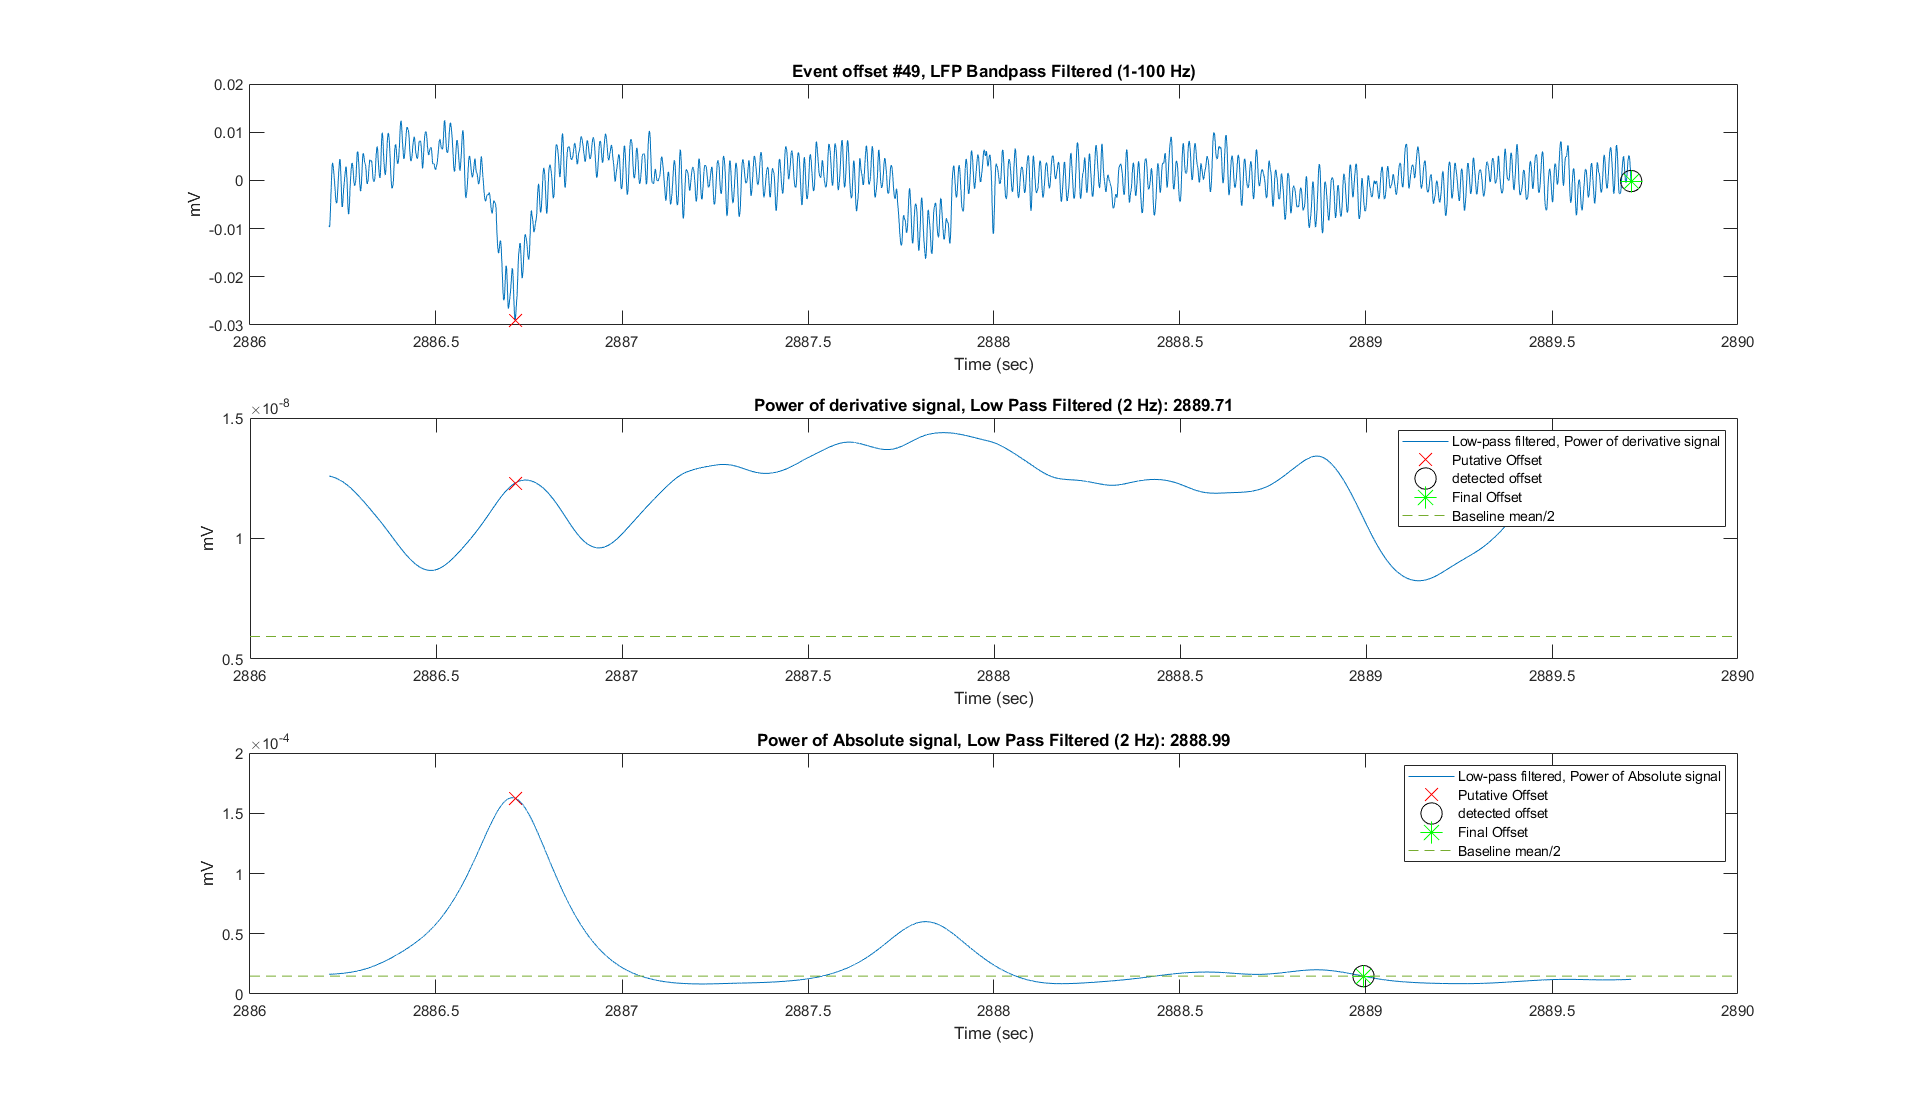 Event offset #49, LFP Bandpass Filtered (1-100 Hz)
0.02
0.01
0
-0.01
-0.02
-0.03
mV
2886 2886.5 2887 2887.5 2888 2888.5 2889 2889.5 2890
Time (sec)
Power of derivative signal, Low Pass Filtered (2 Hz): 2889.71
×10^-8
1.5
1
0.5
mV
Low-pass filtered, Power of derivative signal
Putative Offset
detected offset
Final Offset
Baseline mean/2
2886 2886.5 2887 2887.5 2888 2888.5 2889 2889.5 2890
Time (sec)
Power of Absolute signal, Low Pass Filtered (2 Hz): 2888.99
×10^-4
2
1.5
1
0.5
0
mV
Low-pass filtered, Power of Absolute signal
Putative Offset
detected offset
Final Offset
Baseline mean/2
2886 2886.5 2887 2887.5 2888 2888.5 2889 2889.5 2890
Time (sec)